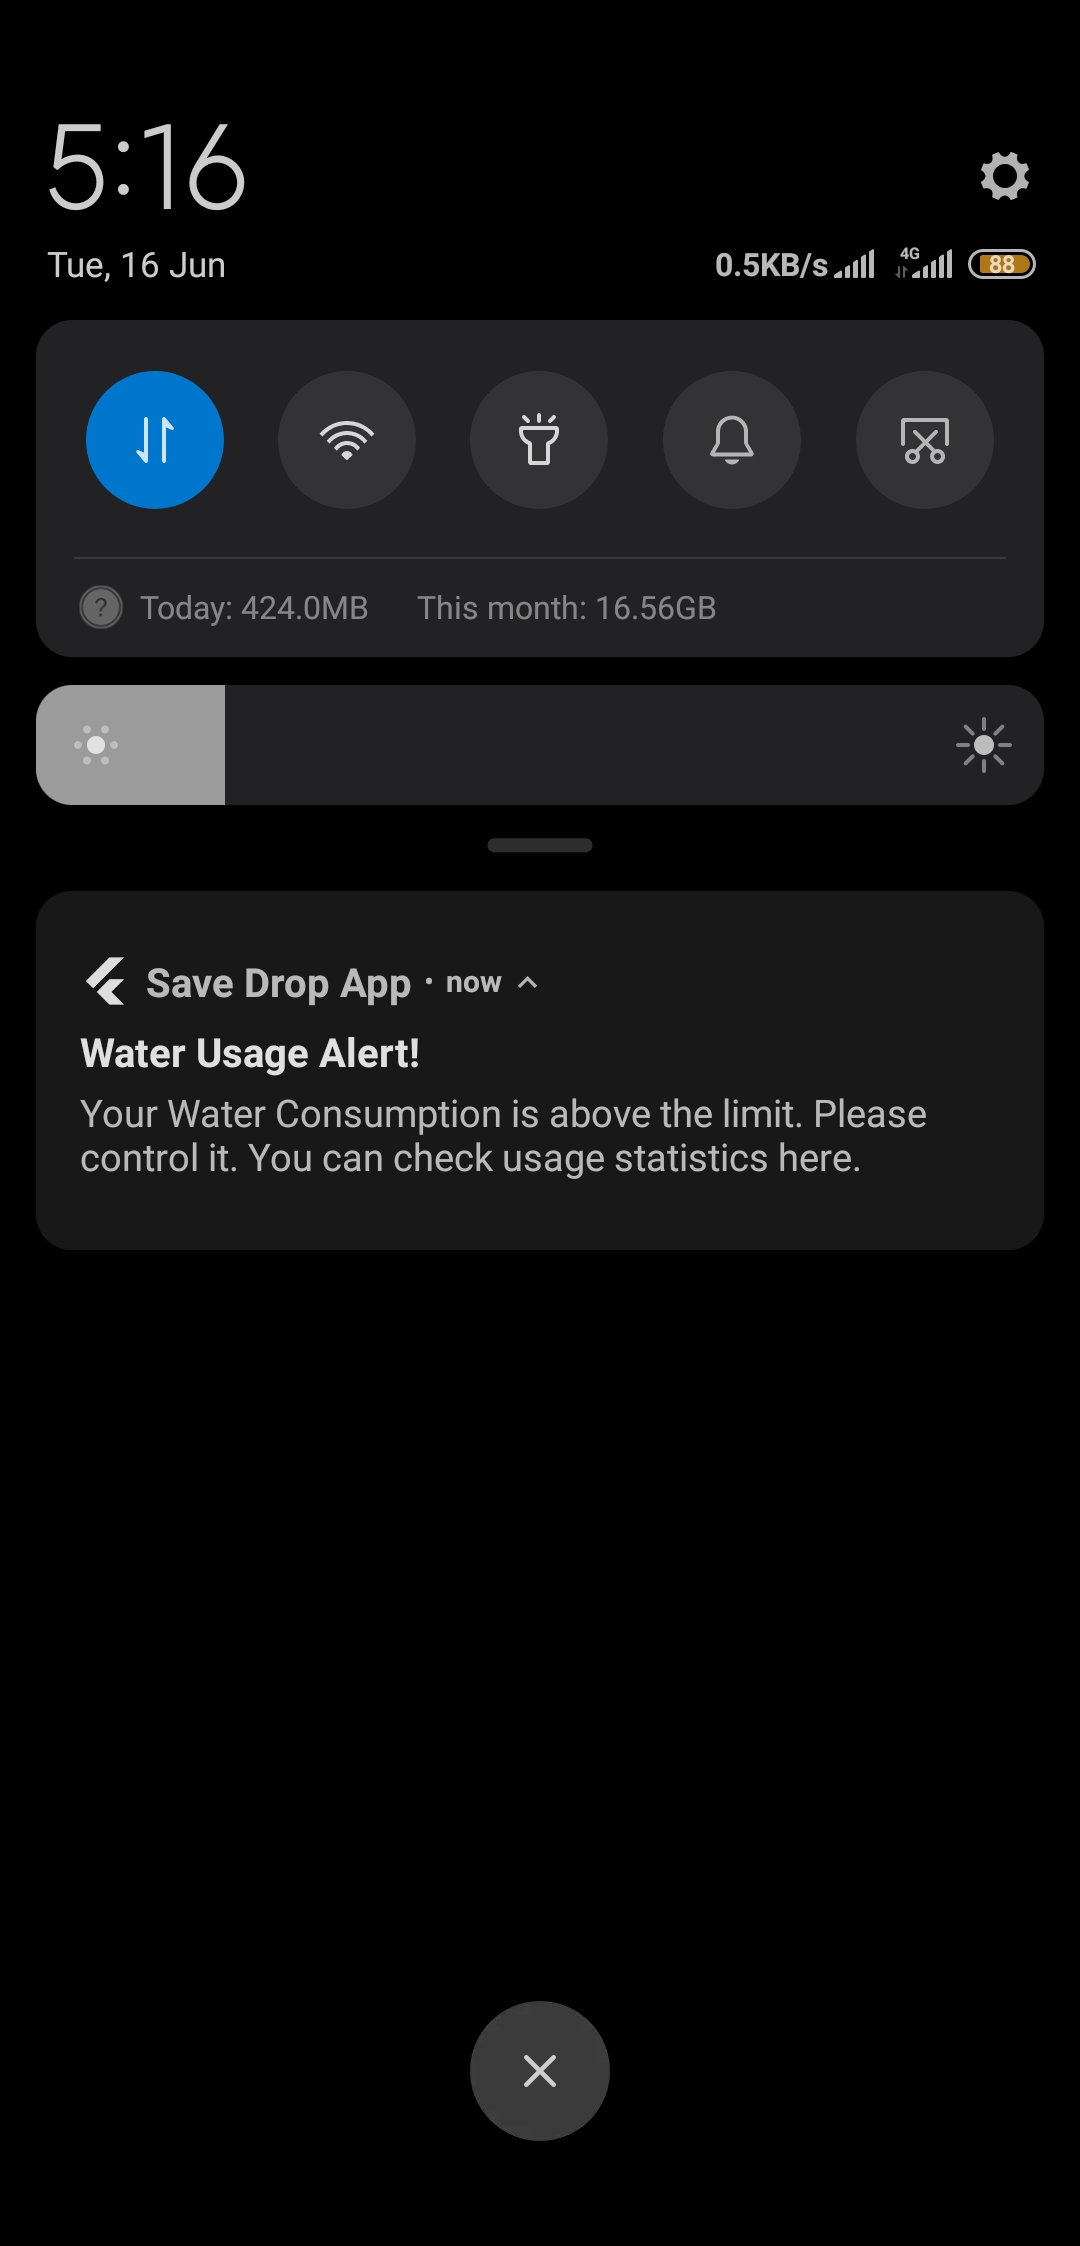 5:16
Tue, 16 Jun
0.5KB/s 4G 88
? Today: 424.0MB This month: 16.56GB
Save Drop App · now
Water Usage Alert!
Your Water Consumption is above the limit. Please
control it. You can check usage statistics here.